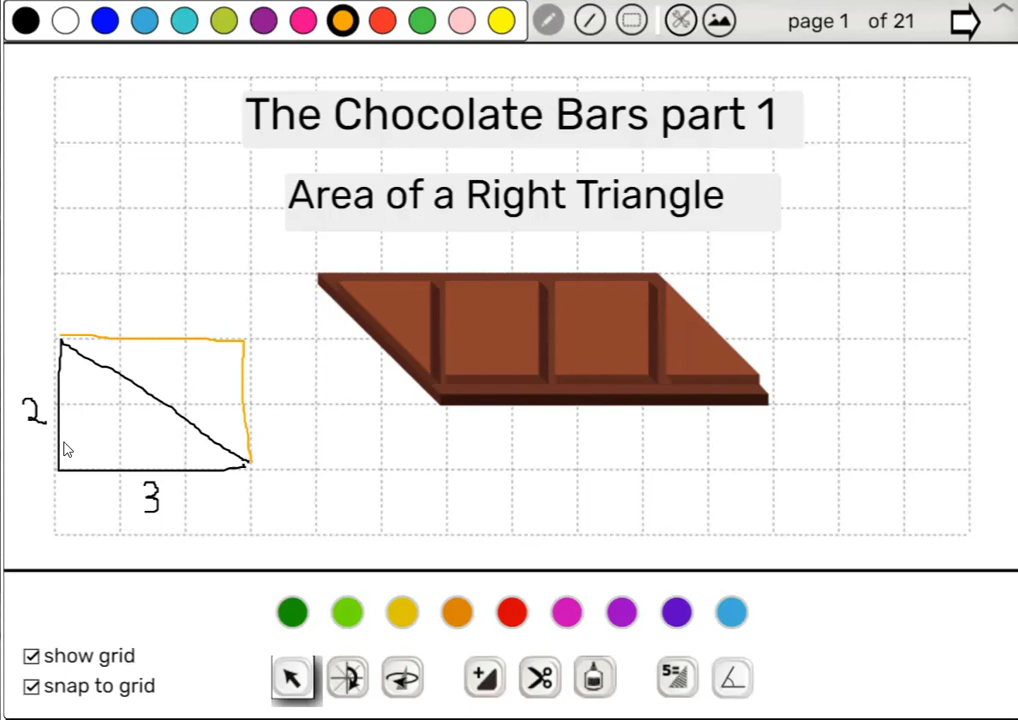 page 1 of 21
The Chocolate Bars part 1
Area of a Right Triangle
2
3
show grid
snap to grid
5=